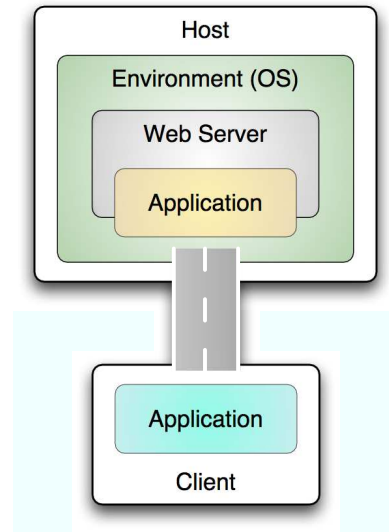 Host
Environment (OS)
Web Server
Application
Application
Client